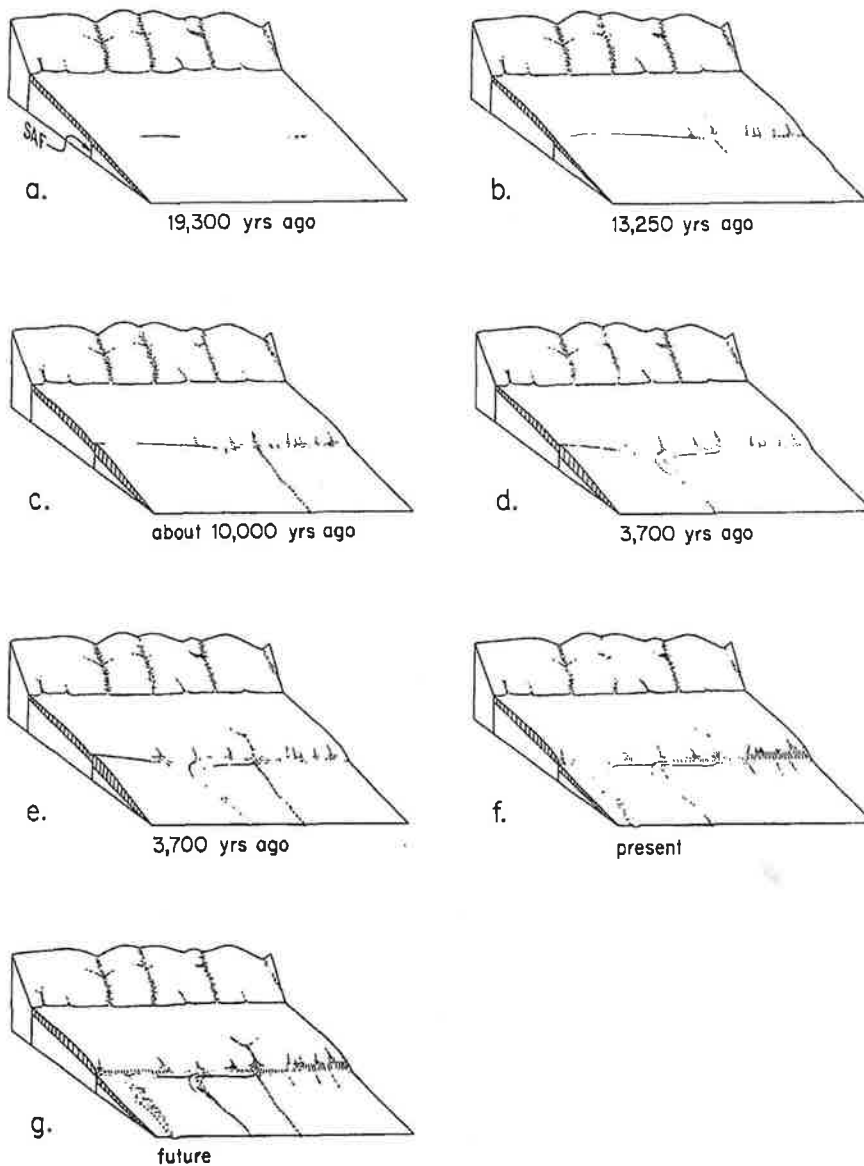 SAF
a.
19,300 yrs ago
b.
13,250 yrs ago
c.
about 10,000 yrs ago
d.
3,700 yrs ago
e.
3,700 yrs ago
f.
present
g.
future